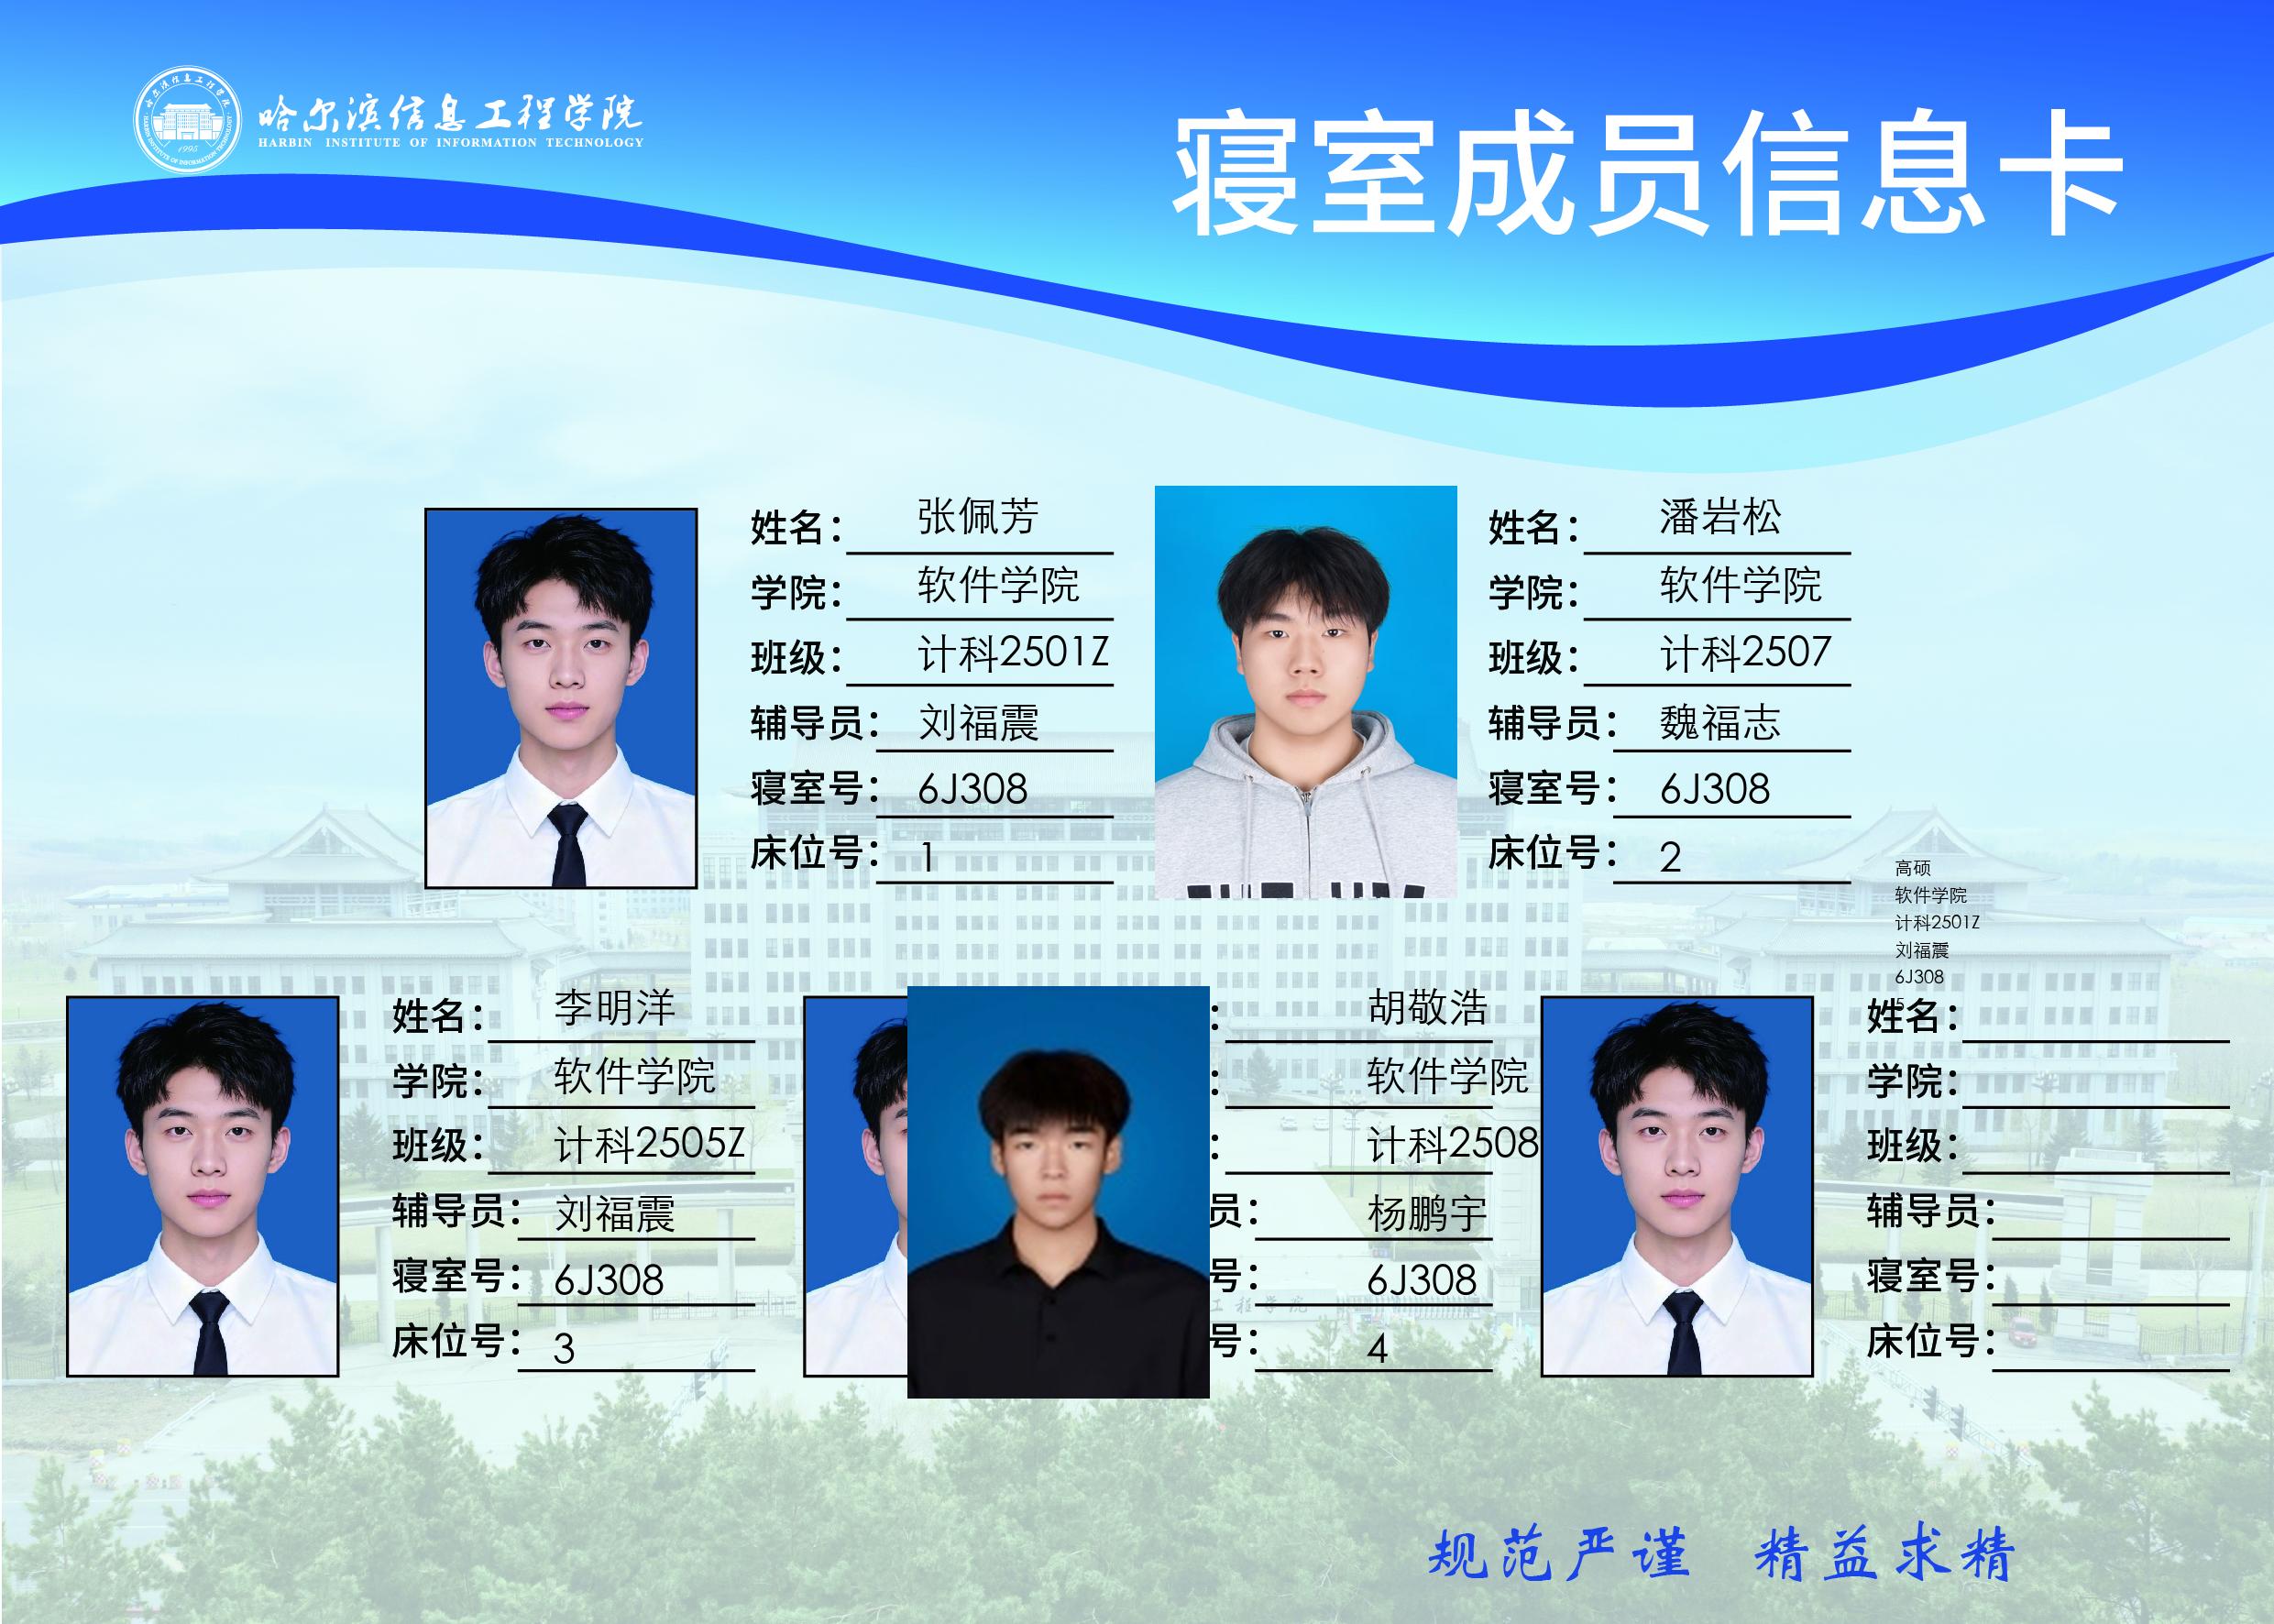 哈尔滨信息工程学院
HARBIN INSTITUTE OF INFORMATION TECHNOLOGY
1995
寝室成员信息卡
姓名： 张佩芳
学院： 软件学院
班级： 计科2501Z
辅导员： 刘福震
寝室号： 6J308
床位号： 1
姓名： 潘岩松
学院： 软件学院
班级： 计科2507
辅导员： 魏福志
寝室号： 6J308
床位号： 2
高硕
软件学院
计科2501Z
刘福震
6J308
5
姓名： 李明洋
学院： 软件学院
班级： 计科2505Z
辅导员： 刘福震
寝室号： 6J308
床位号： 3
： 胡敬浩
： 软件学院
： 计科2508
员： 杨鹏宇
号： 6J308
号： 4
姓名：
学院：
班级：
辅导员：
寝室号：
床位号：
规范严谨 精益求精